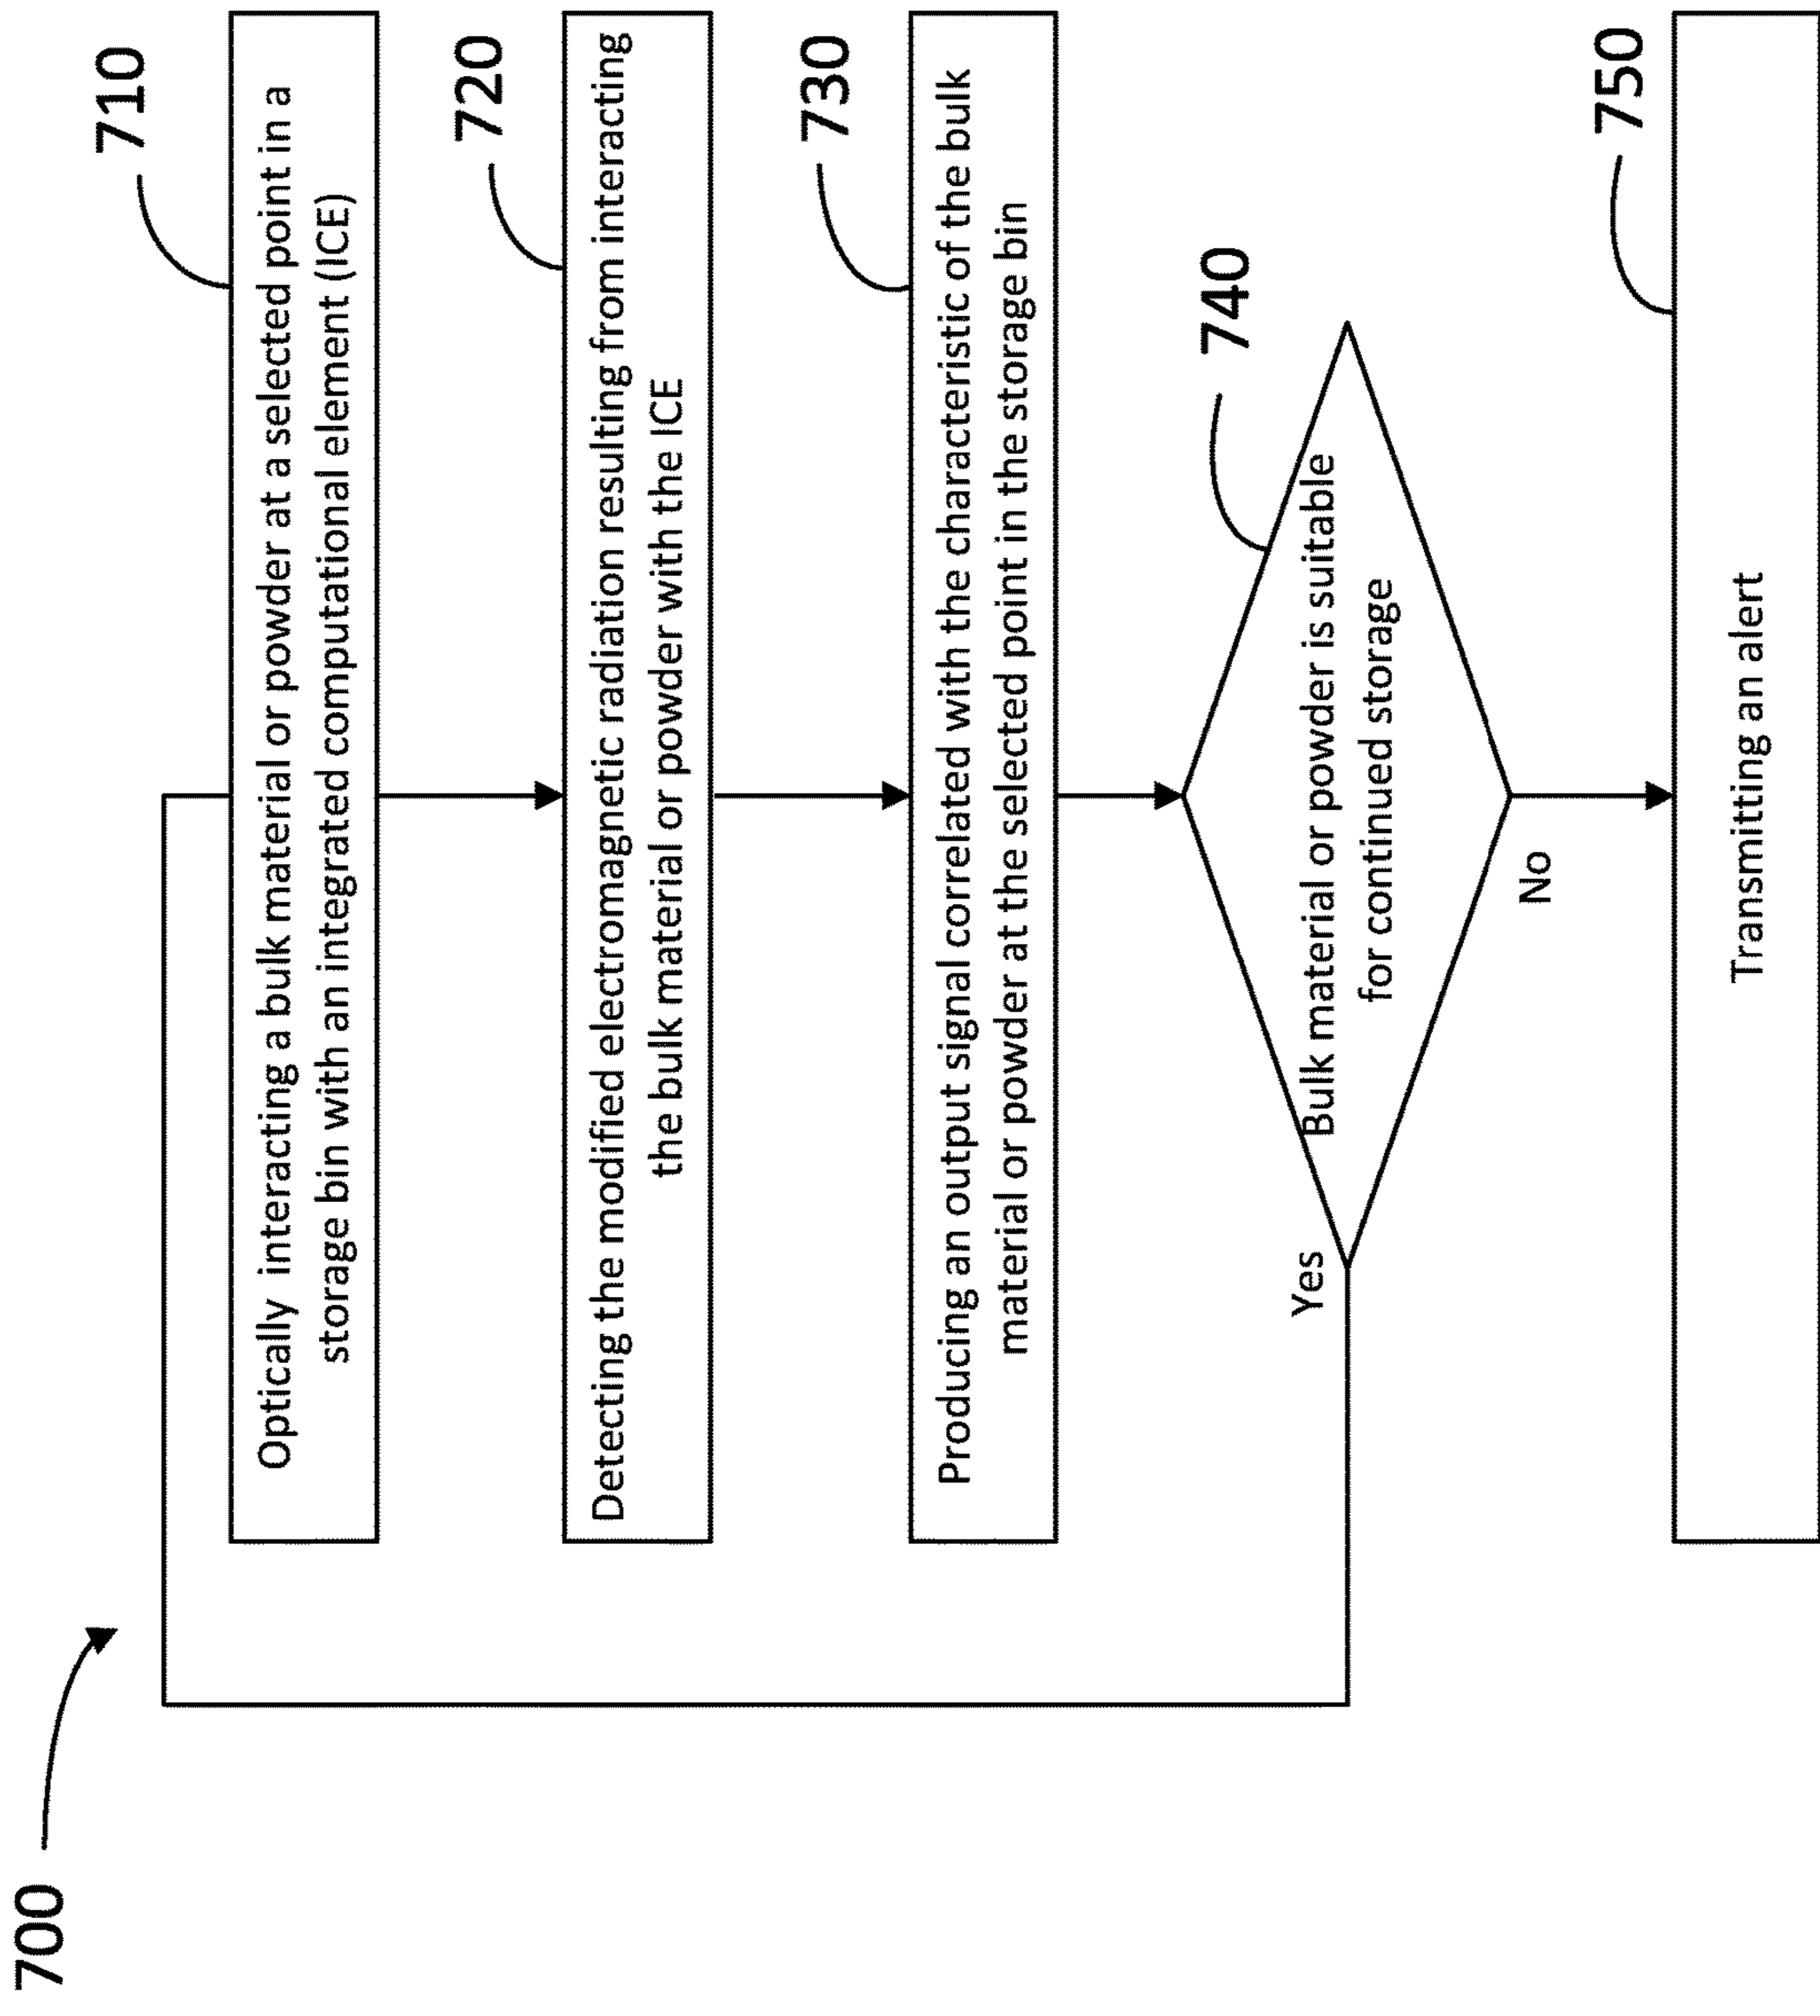 700
710
Optically interacting a bulk material or powder at a selected point in a
storage bin with an integrated computational element (ICE)
720
Detecting the modified electromagnetic radiation resulting from interacting
the bulk material or powder with the ICE
730
Producing an output signal correlated with the characteristic of the bulk
material or powder at the selected point in the storage bin
740
Bulk material or powder is suitable
for continued storage
Yes
No
750
Transmitting an alert